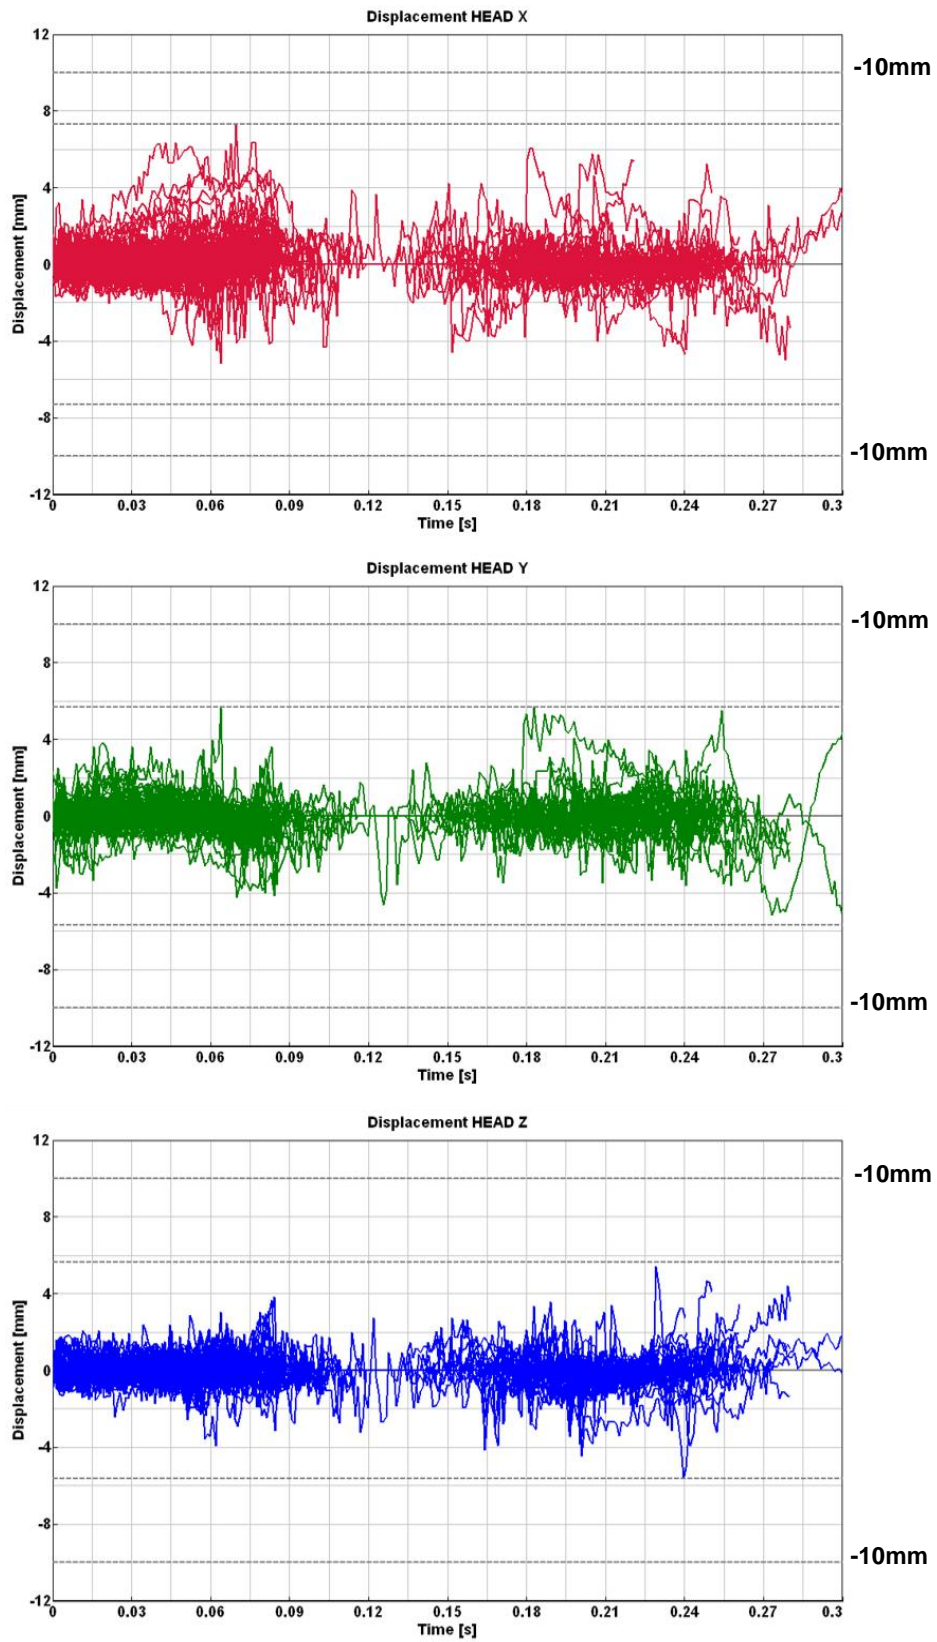 Displacement HEAD X
12
-10mm
8
4
0
-4
-8
-10mm
-12
Displacement [mm]
0 0.03 0.06 0.09 0.12 0.15 0.18 0.21 0.24 0.27 0.3
Time [s]
Displacement HEAD Y
12
-10mm
8
4
0
-4
-8
-10mm
-12
Displacement [mm]
0 0.03 0.06 0.09 0.12 0.15 0.18 0.21 0.24 0.27 0.3
Time [s]
Displacement HEAD Z
12
-10mm
8
4
0
-4
-8
-10mm
-12
Displacement [mm]
0 0.03 0.06 0.09 0.12 0.15 0.18 0.21 0.24 0.27 0.3
Time [s]